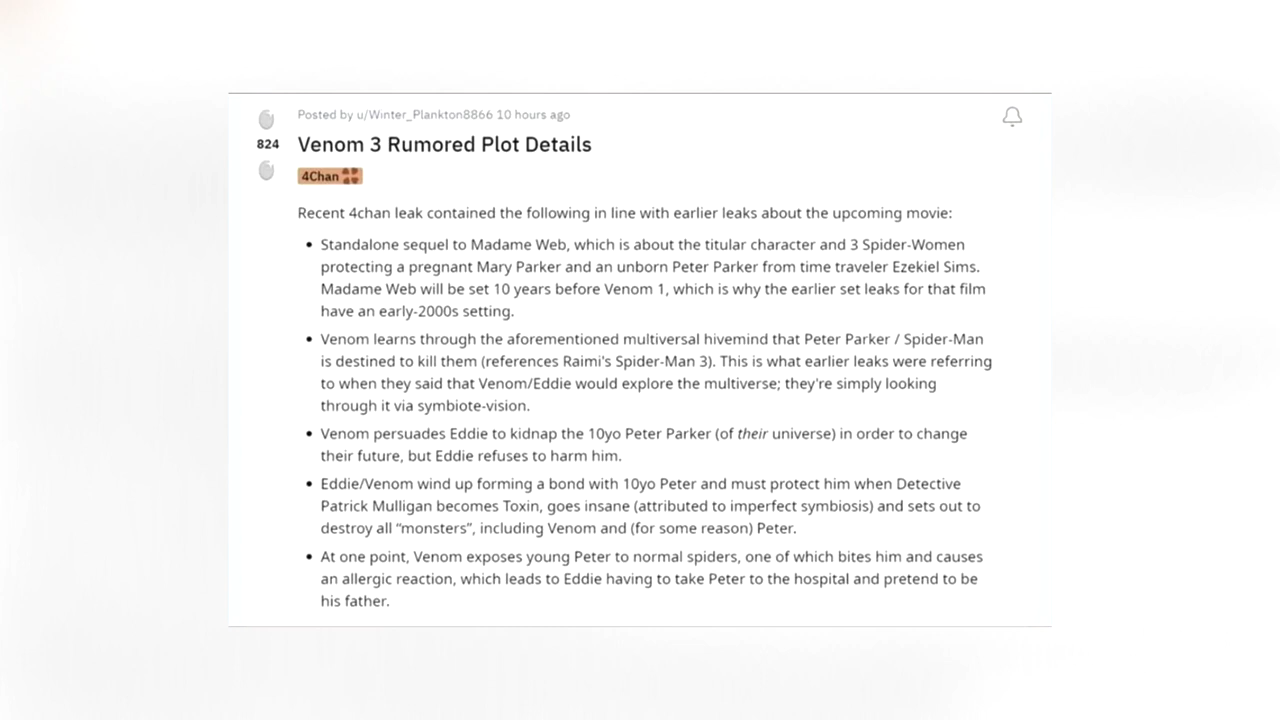 Posted by u/Winter_Plankton8866 10 hours ago
824
Venom 3 Rumored Plot Details
4Chan
Recent 4chan leak contained the following in line with earlier leaks about the upcoming movie:
• Standalone sequel to Madame Web, which is about the titular character and 3 Spider-Women
protecting a pregnant Mary Parker and an unborn Peter Parker from time traveler Ezekiel Sims.
Madame Web will be set 10 years before Venom 1, which is why the earlier set leaks for that film
have an early-2000s setting.
• Venom learns through the aforementioned multiversal hivemind that Peter Parker / Spider-Man
is destined to kill them (references Raimi's Spider-Man 3). This is what earlier leaks were referring
to when they said that Venom/Eddie would explore the multiverse; they're simply looking
through it via symbiote-vision.
• Venom persuades Eddie to kidnap the 10yo Peter Parker (of their universe) in order to change
their future, but Eddie refuses to harm him.
• Eddie/Venom wind up forming a bond with 10yo Peter and must protect him when Detective
Patrick Mulligan becomes Toxin, goes insane (attributed to imperfect symbiosis) and sets out to
destroy all “monsters”, including Venom and (for some reason) Peter.
• At one point, Venom exposes young Peter to normal spiders, one of which bites him and causes
an allergic reaction, which leads to Eddie having to take Peter to the hospital and pretend to be
his father.